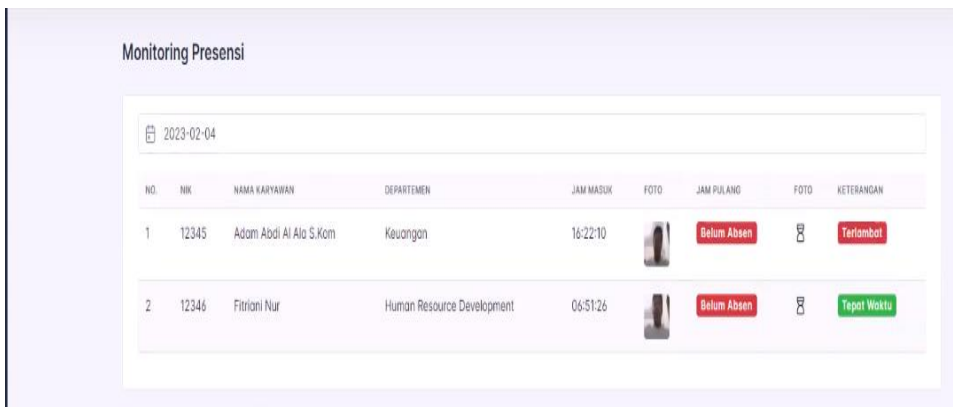 Monitoring Presensi
2023-02-04
NO. NIK NAMA KARYAWAN DEPARTEMEN JAM MASUK FOTO JAM PULANG FOTO KETERANGAN
1 12345 Adam Abdi Al Ala S.Kom Keuangan 16:22:10 Belum Absen Terlambat
2 12346 Fitriani Nur Human Resource Development 06:51:26 Belum Absen Tepat Waktu